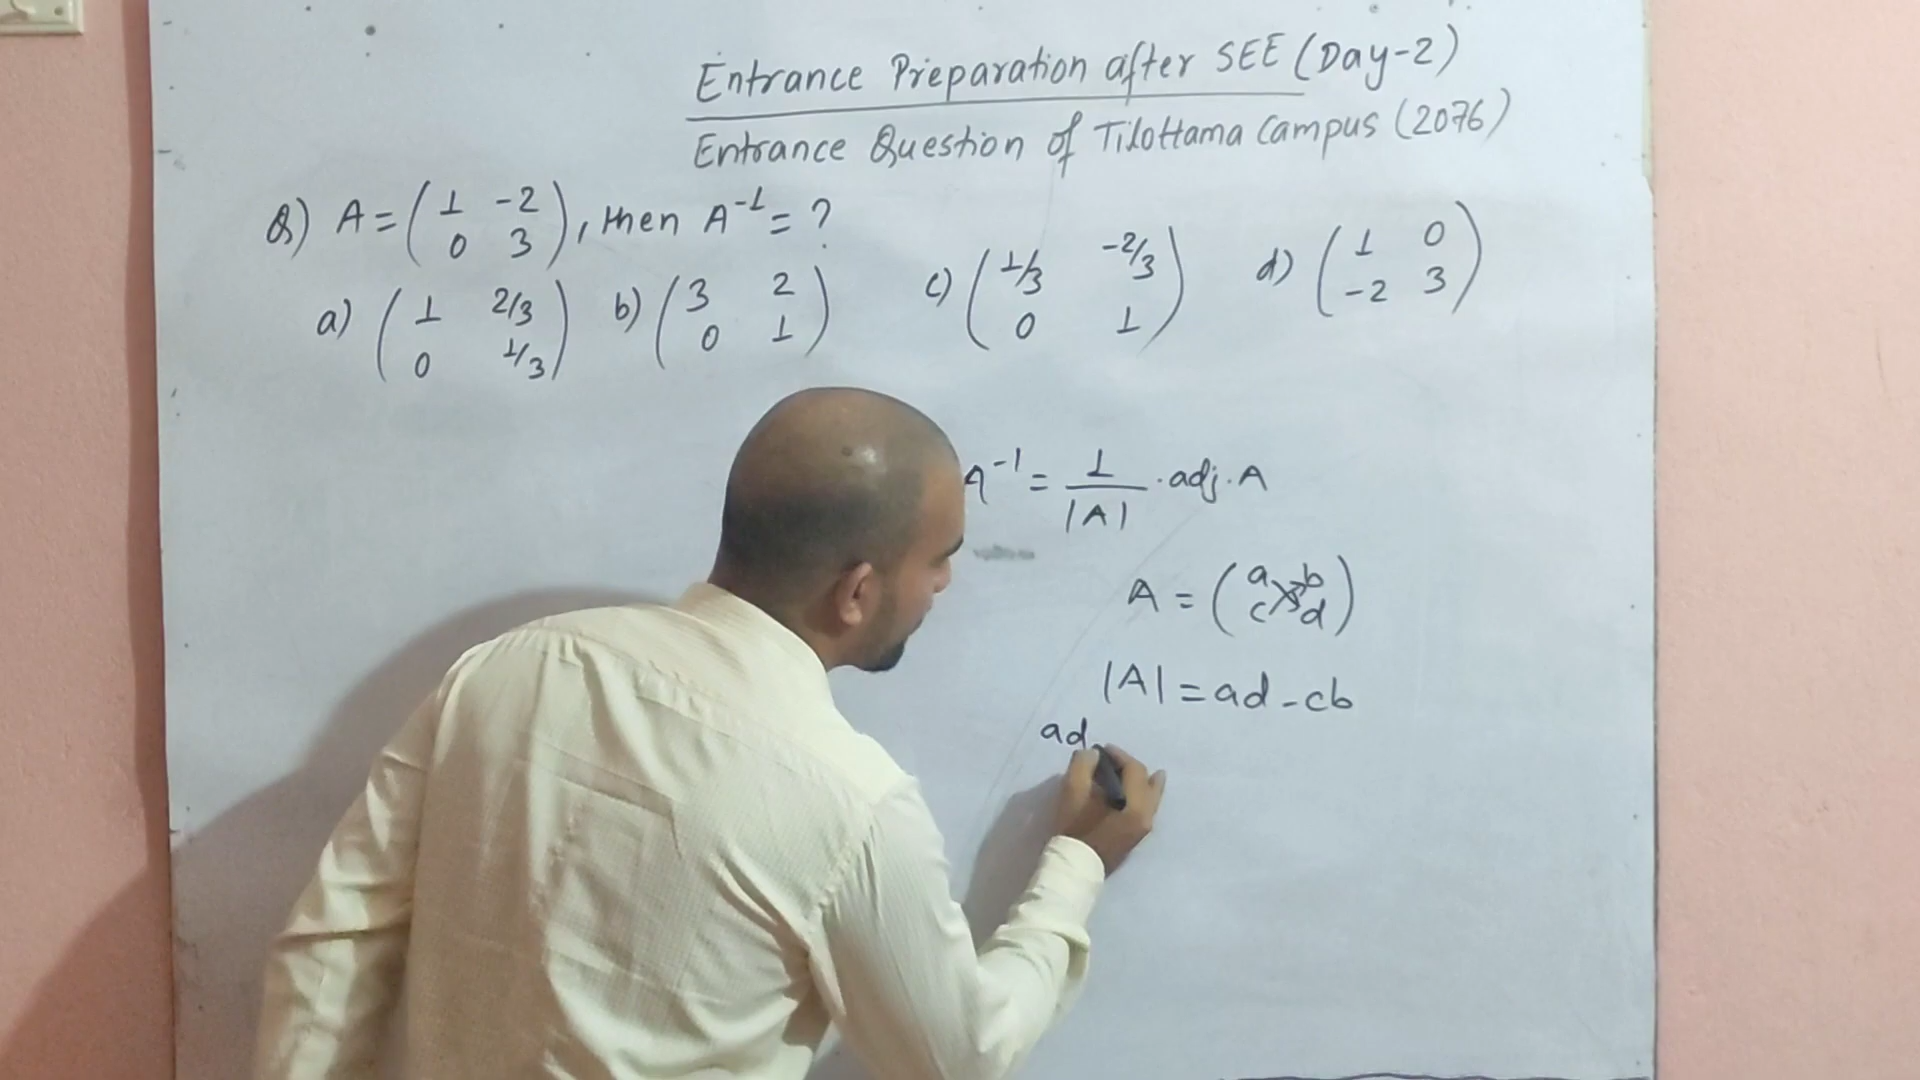 Entrance Preparation after SEE (Day-2)
Entrance Question of Tilottama Campus (2076)
Q) A = (1 -2
0 3), then A⁻¹ = ?
a) (1 2/3
0 1/3) b) (3 2
0 1) c) (1/3 -2/3
0 1) d) (1 0
-2 3)
A⁻¹ = 1/|A| . adj. A
A = (a b
c d)
|A| = ad - cb
ad